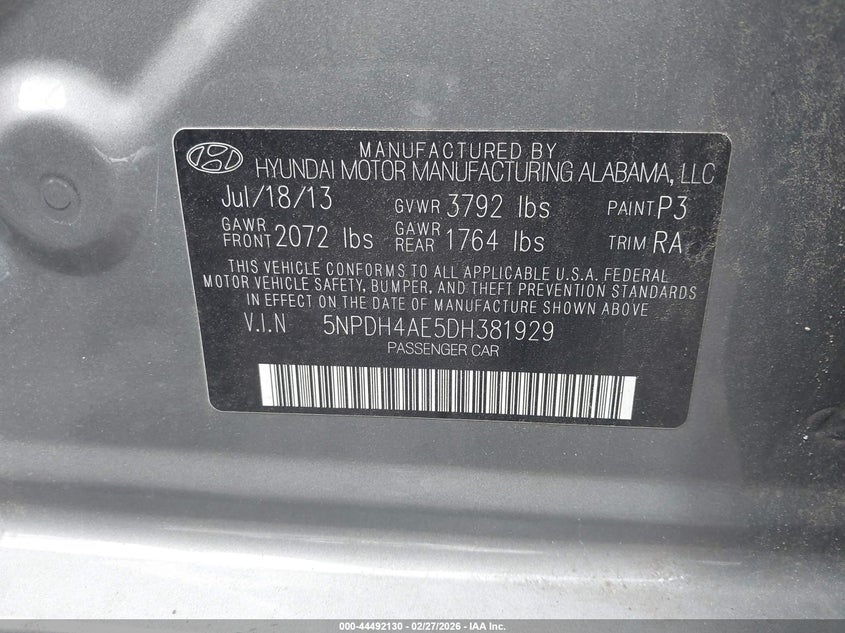 MANUFACTURED BY
HYUNDAI MOTOR MANUFACTURING ALABAMA, LLC
Jul/18/13 GVWR 3792 lbs PAINT P3
GAWR FRONT 2072 lbs GAWR REAR 1764 lbs TRIM RA
THIS VEHICLE CONFORMS TO ALL APPLICABLE U.S.A. FEDERAL
MOTOR VEHICLE SAFETY, BUMPER, AND THEFT PREVENTION STANDARDS
IN EFFECT ON THE DATE OF MANUFACTURE SHOWN ABOVE
V.I.N 5NPDH4AE5DH381929
PASSENGER CAR
000-44492130 - 02/27/2026 - IAA Inc.